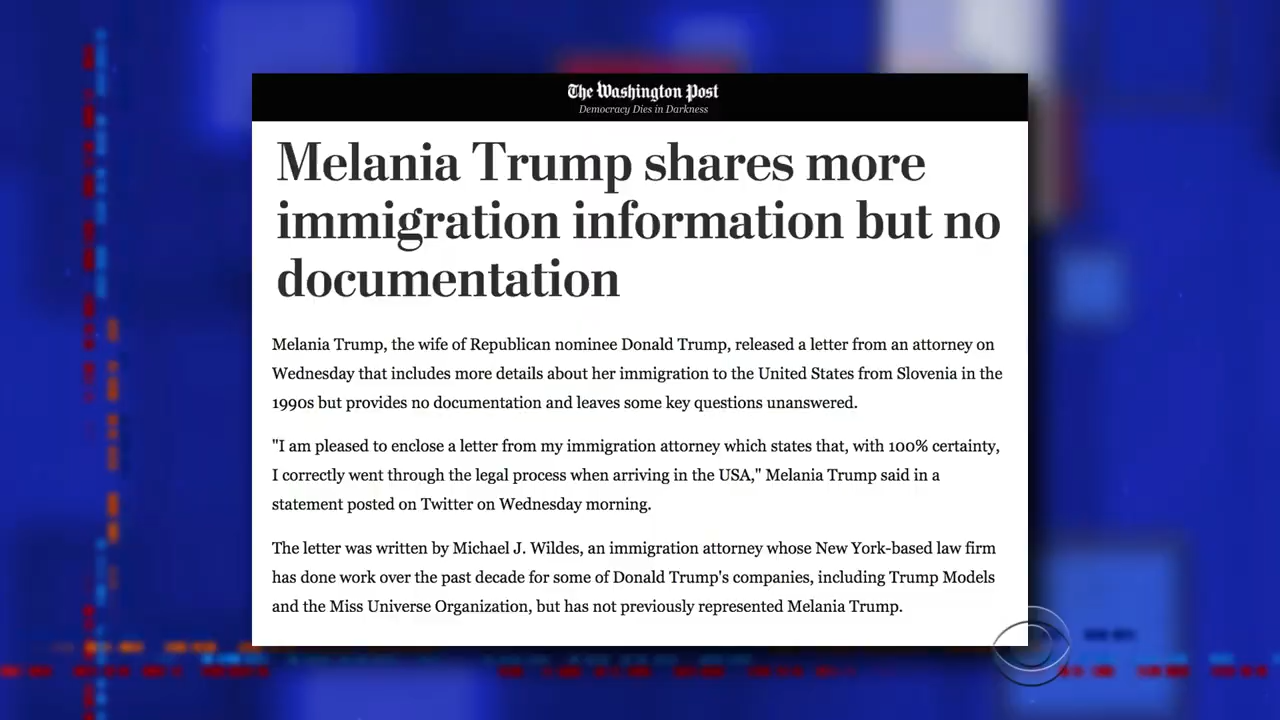 The Washington Post
Democracy Dies in Darkness
Melania Trump shares more
immigration information but no
documentation
Melania Trump, the wife of Republican nominee Donald Trump, released a letter from an attorney on
Wednesday that includes more details about her immigration to the United States from Slovenia in the
1990s but provides no documentation and leaves some key questions unanswered.
"I am pleased to enclose a letter from my immigration attorney which states that, with 100% certainty,
I correctly went through the legal process when arriving in the USA," Melania Trump said in a
statement posted on Twitter on Wednesday morning.
The letter was written by Michael J. Wildes, an immigration attorney whose New York-based law firm
has done work over the past decade for some of Donald Trump's companies, including Trump Models
and the Miss Universe Organization, but has not previously represented Melania Trump.